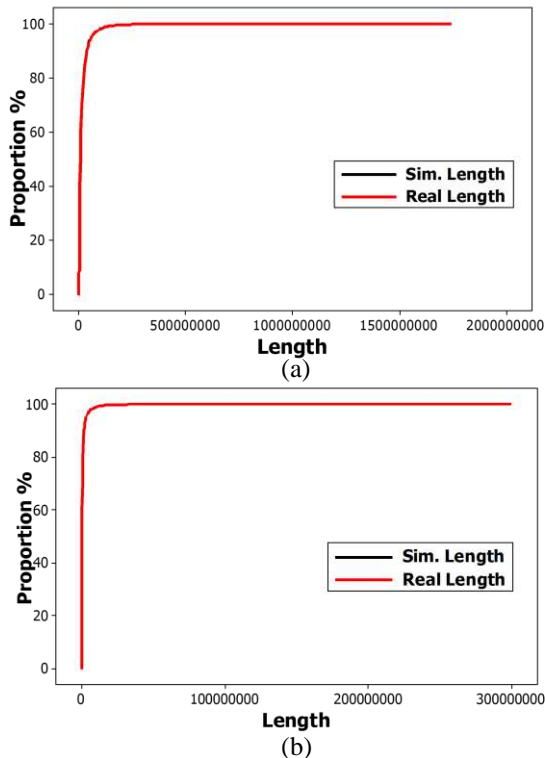 100
80
60
40
20
0
Proportion %
Sim. Length
Real Length
0
500000000
1000000000
1500000000
2000000000
Length
(a)
100
80
60
40
20
0
Proportion %
Sim. Length
Real Length
0
100000000
200000000
300000000
Length
(b)